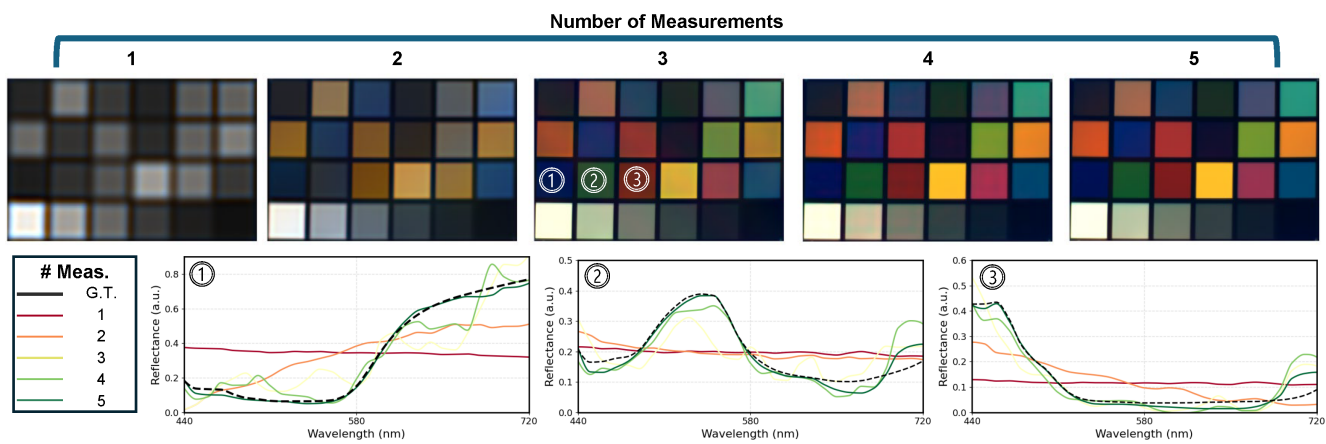 Number of Measurements
1 2 3 4 5
① ② ③
# Meas.
G.T.
1
2
3
4
5
①
Reflectance (a.u.)
0.8
0.6
0.4
0.2
0.0
440 580 720
Wavelength (nm)
②
Reflectance (a.u.)
0.5
0.4
0.3
0.2
0.1
0.0
440 580 720
Wavelength (nm)
③
Reflectance (a.u.)
0.6
0.5
0.4
0.3
0.2
0.1
0.0
440 580 720
Wavelength (nm)